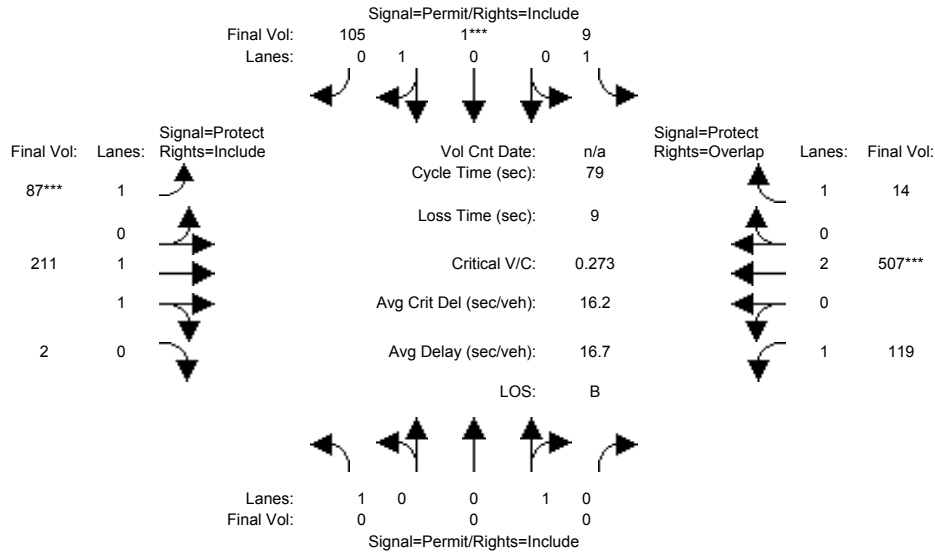 Signal=Permit/Rights=Include
Final Vol: 105 1*** 9
Lanes: 0 1 0 0 1
Signal=Protect
Final Vol: Lanes: Rights=Include
Vol Cnt Date: n/a
Signal=Protect
Rights=Overlap Lanes: Final Vol:
Cycle Time (sec): 79
87*** 1
1 14
Loss Time (sec): 9
0
0
211 1
Critical V/C: 0.273
2 507***
1
Avg Crit Del (sec/veh): 16.2
0
2 0
Avg Delay (sec/veh): 16.7
1 119
LOS: B
Lanes: 1 0 0 1 0
Final Vol: 0 0 0
Signal=Permit/Rights=Include